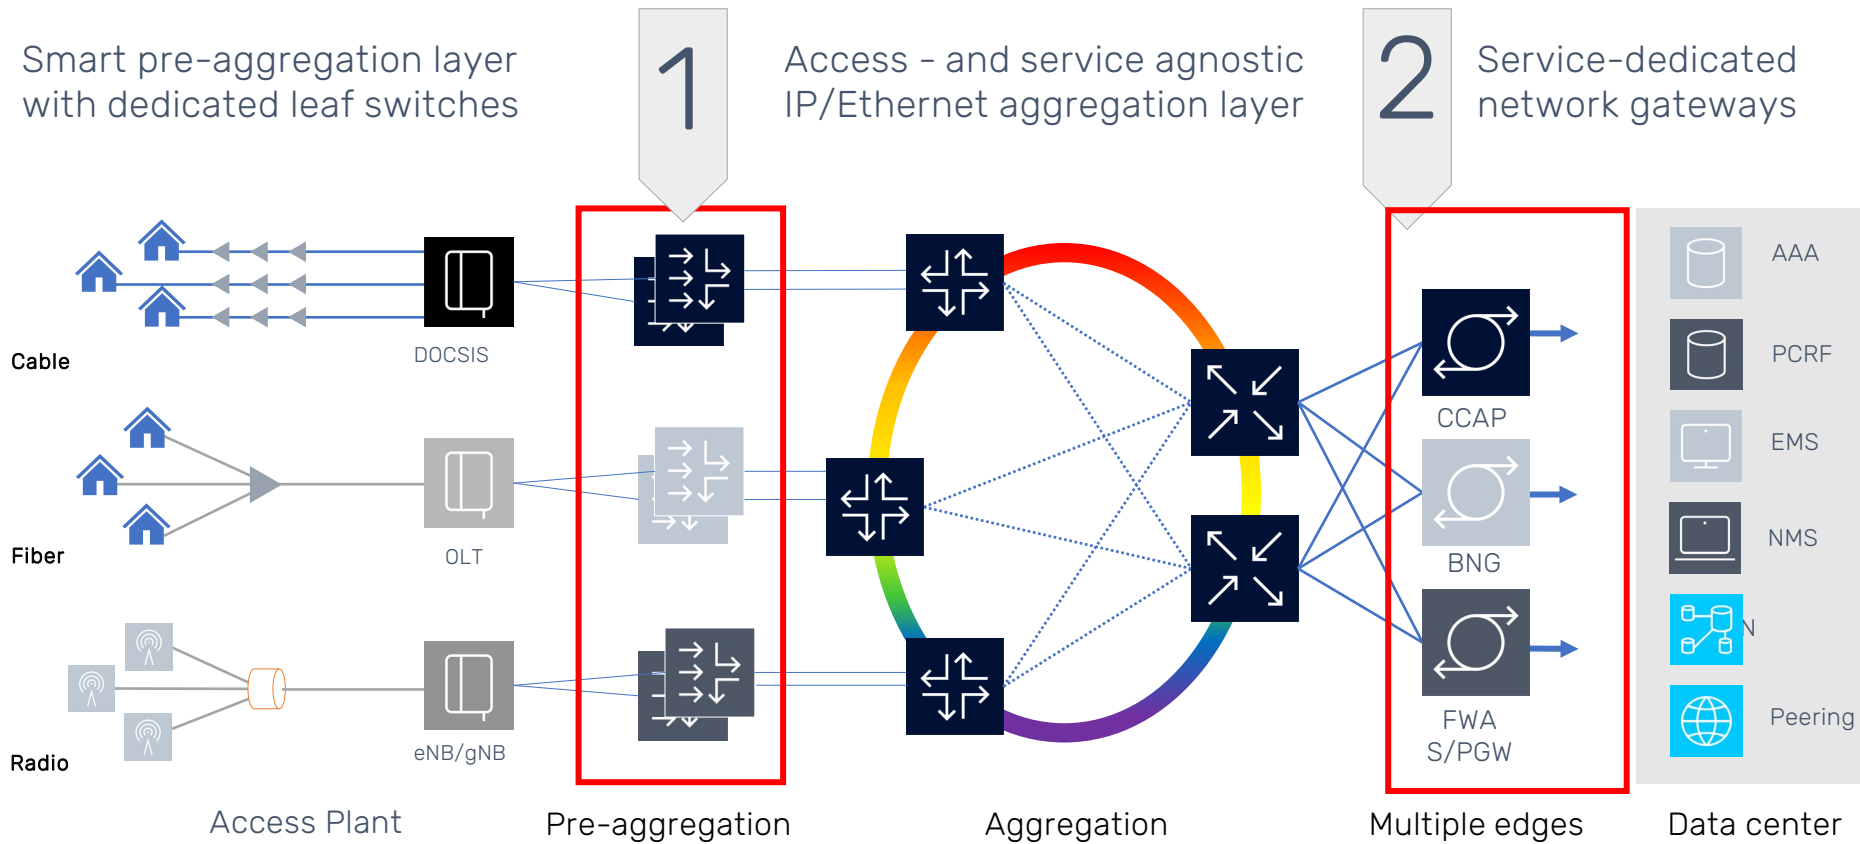 Smart pre-aggregation layer
with dedicated leaf switches
1
Access - and service agnostic
IP/Ethernet aggregation layer
2
Service-dedicated
network gateways
Cable
DOCSIS
Fiber
OLT
Radio
eNB/gNB
CCAP
BNG
FWA
S/PGW
AAA
PCRF
EMS
NMS
Peering
Access Plant
Pre-aggregation
Aggregation
Multiple edges
Data center